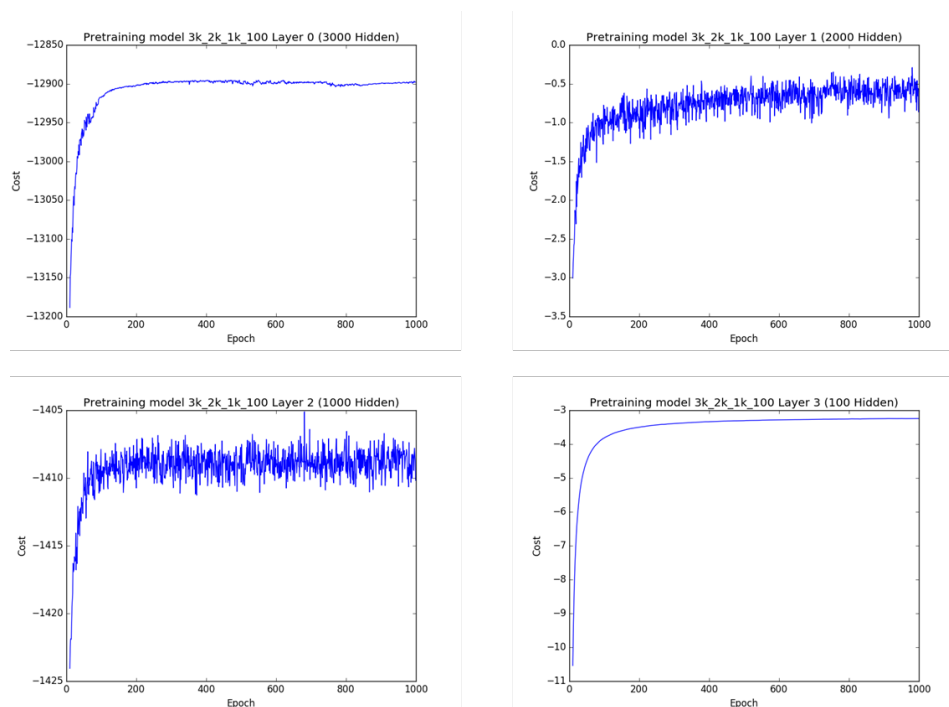 Pretraining model 3k_2k_1k_100 Layer 0 (3000 Hidden)
−12850
−12900
−12950
−13000
−13050
−13100
−13150
−13200
Cost
0 200 400 600 800 1000
Epoch
Pretraining model 3k_2k_1k_100 Layer 1 (2000 Hidden)
0.0
−0.5
−1.0
−1.5
−2.0
−2.5
−3.0
−3.5
Cost
0 200 400 600 800 1000
Epoch
Pretraining model 3k_2k_1k_100 Layer 2 (1000 Hidden)
−1405
−1410
−1415
−1420
−1425
Cost
0 200 400 600 800 1000
Epoch
Pretraining model 3k_2k_1k_100 Layer 3 (100 Hidden)
−3
−4
−5
−6
−7
−8
−9
−10
−11
Cost
0 200 400 600 800 1000
Epoch